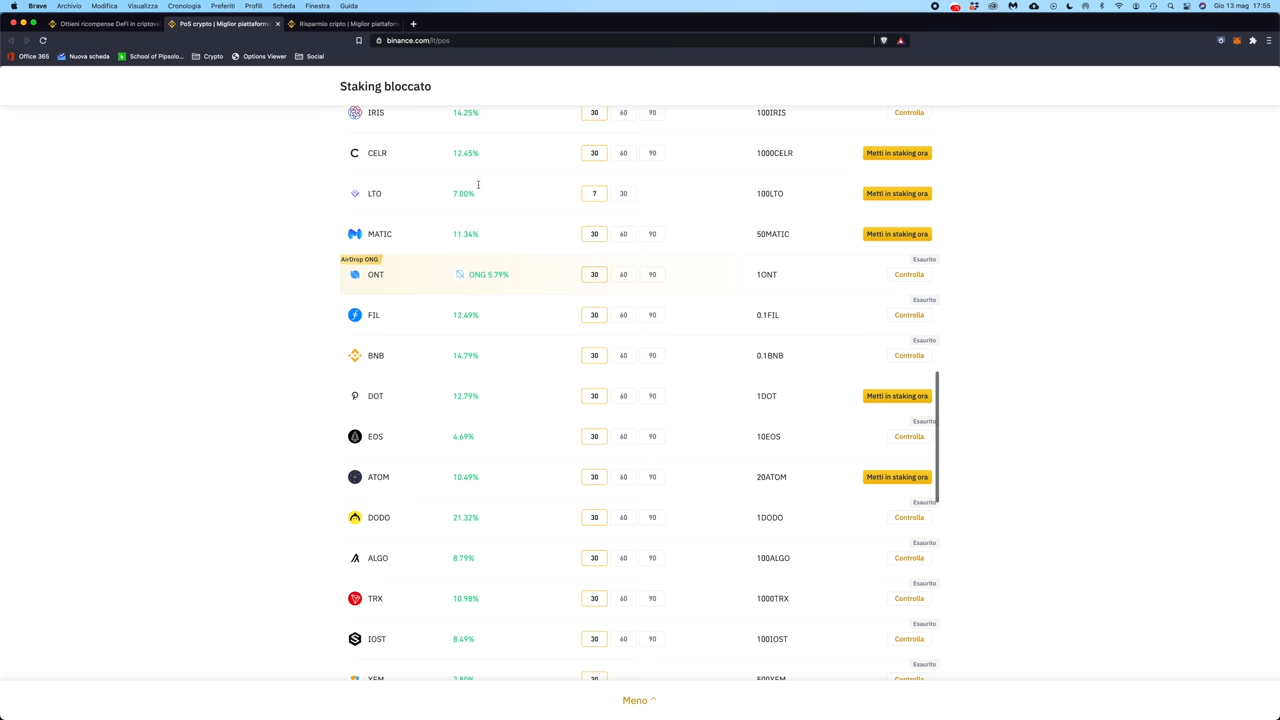 Brave Archivio Modifica Visualizza Cronologia Preferiti Profili Scheda Finestra Guida Gio 13 mag 17:55
Ottieni ricompense DeFi in criptova PoS crypto | Miglior piattaforma Risparmio cripto | Miglior piattaform
binance.com/it/pos
Office 365 Nuova scheda School of Pipsolo... Crypto Options Viewer Social
Staking bloccato
IRIS 14.25% 30 60 90 100IRIS Controlla
CELR 12.45% 30 60 90 1000CELR Metti in staking ora
LTO 7.00% 7 30 100LTO Metti in staking ora
MATIC 11.34% 30 60 90 50MATIC Metti in staking ora
AirDrop ONG Esaurito
ONT ONG 5.79% 30 60 90 1ONT Controlla
Esaurito
FIL 12.49% 30 60 90 0.1FIL Controlla
Esaurito
BNB 14.79% 30 60 90 0.1BNB Controlla
DOT 12.79% 30 60 90 1DOT Metti in staking ora
Esaurito
EOS 4.69% 30 60 90 10EOS Controlla
ATOM 10.49% 30 60 90 20ATOM Metti in staking ora
Esaurito
DODO 21.32% 30 60 90 1DODO Controlla
Esaurito
ALGO 8.79% 30 60 90 100ALGO Controlla
Esaurito
TRX 10.98% 30 60 90 1000TRX Controlla
Esaurito
IOST 8.49% 30 60 90 100IOST Controlla
Esaurito
XEM 30 500XEM Controlla
Meno